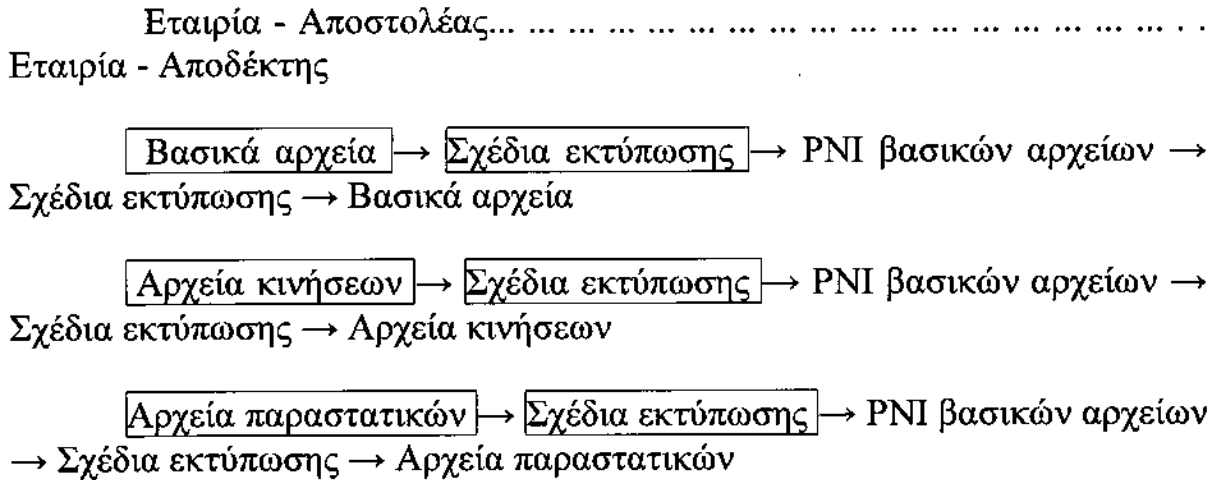 Εταιρία - Αποστολέας... ... ... ... ... ... ... ... ... ... ... ... ... ... ... ... ... ... . .
Εταιρία - Αποδέκτης
Βασικά αρχεία → Σχέδια εκτύπωσης → PNI βασικών αρχείων →
Σχέδια εκτύπωσης → Βασικά αρχεία
Αρχεία κινήσεων → Σχέδια εκτύπωσης → PNI βασικών αρχείων →
Σχέδια εκτύπωσης → Αρχεία κινήσεων
Αρχεία παραστατικών → Σχέδια εκτύπωσης → PNI βασικών αρχείων
→ Σχέδια εκτύπωσης → Αρχεία παραστατικών